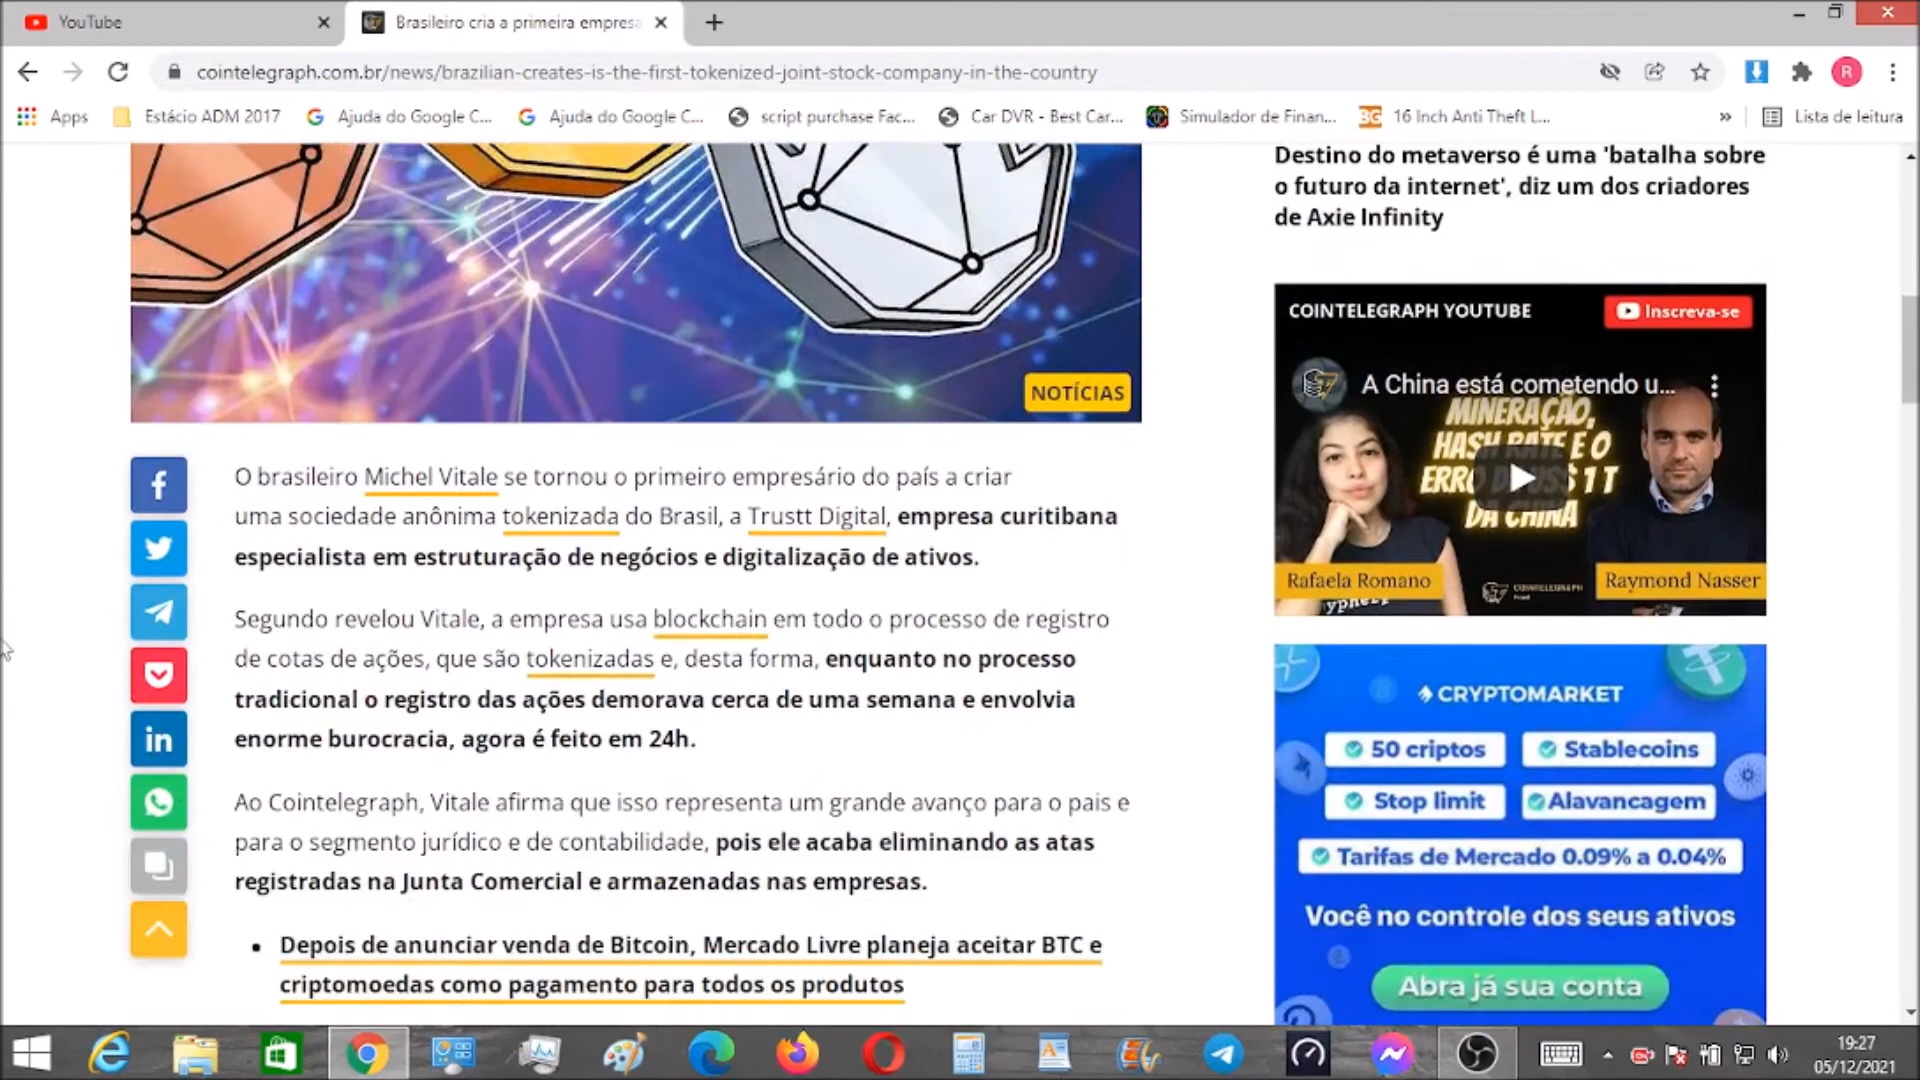 YouTube
Brasileiro cria a primeira empresa
cointelegraph.com.br/news/brazilian-creates-is-the-first-tokenized-joint-stock-company-in-the-country
R
Apps
Estácio ADM 2017
Ajuda do Google C...
Ajuda do Google C...
script purchase Fac...
Car DVR - Best Car...
Simulador de Finan...
BG
16 Inch Anti Theft L...
»
Lista de leitura
NOTÍCIAS
O brasileiro Michel Vitale se tornou o primeiro empresário do país a criar
uma sociedade anônima tokenizada do Brasil, a Trustt Digital, empresa curitibana
especialista em estruturação de negócios e digitalização de ativos.
Segundo revelou Vitale, a empresa usa blockchain em todo o processo de registro
de cotas de ações, que são tokenizadas e, desta forma, enquanto no processo
tradicional o registro das ações demorava cerca de uma semana e envolvia
enorme burocracia, agora é feito em 24h.
Ao Cointelegraph, Vitale afirma que isso representa um grande avanço para o pais e
para o segmento jurídico e de contabilidade, pois ele acaba eliminando as atas
registradas na Junta Comercial e armazenadas nas empresas.
• Depois de anunciar venda de Bitcoin, Mercado Livre planeja aceitar BTC e
criptomoedas como pagamento para todos os produtos
Destino do metaverso é uma 'batalha sobre
o futuro da internet', diz um dos criadores
de Axie Infinity
COINTELEGRAPH YOUTUBE
Inscreva-se
A China está cometendo u...
MINERAÇÃO,
HASH RATE E O
ERRO DE US$ 1 T
DA CHINA
Rafaela Romano
Raymond Nasser
CRYPTOMARKET
50 criptos
Stablecoins
Stop limit
Alavancagem
Tarifas de Mercado 0.09% a 0.04%
Você no controle dos seus ativos
Abra já sua conta
19:27
05/12/2021